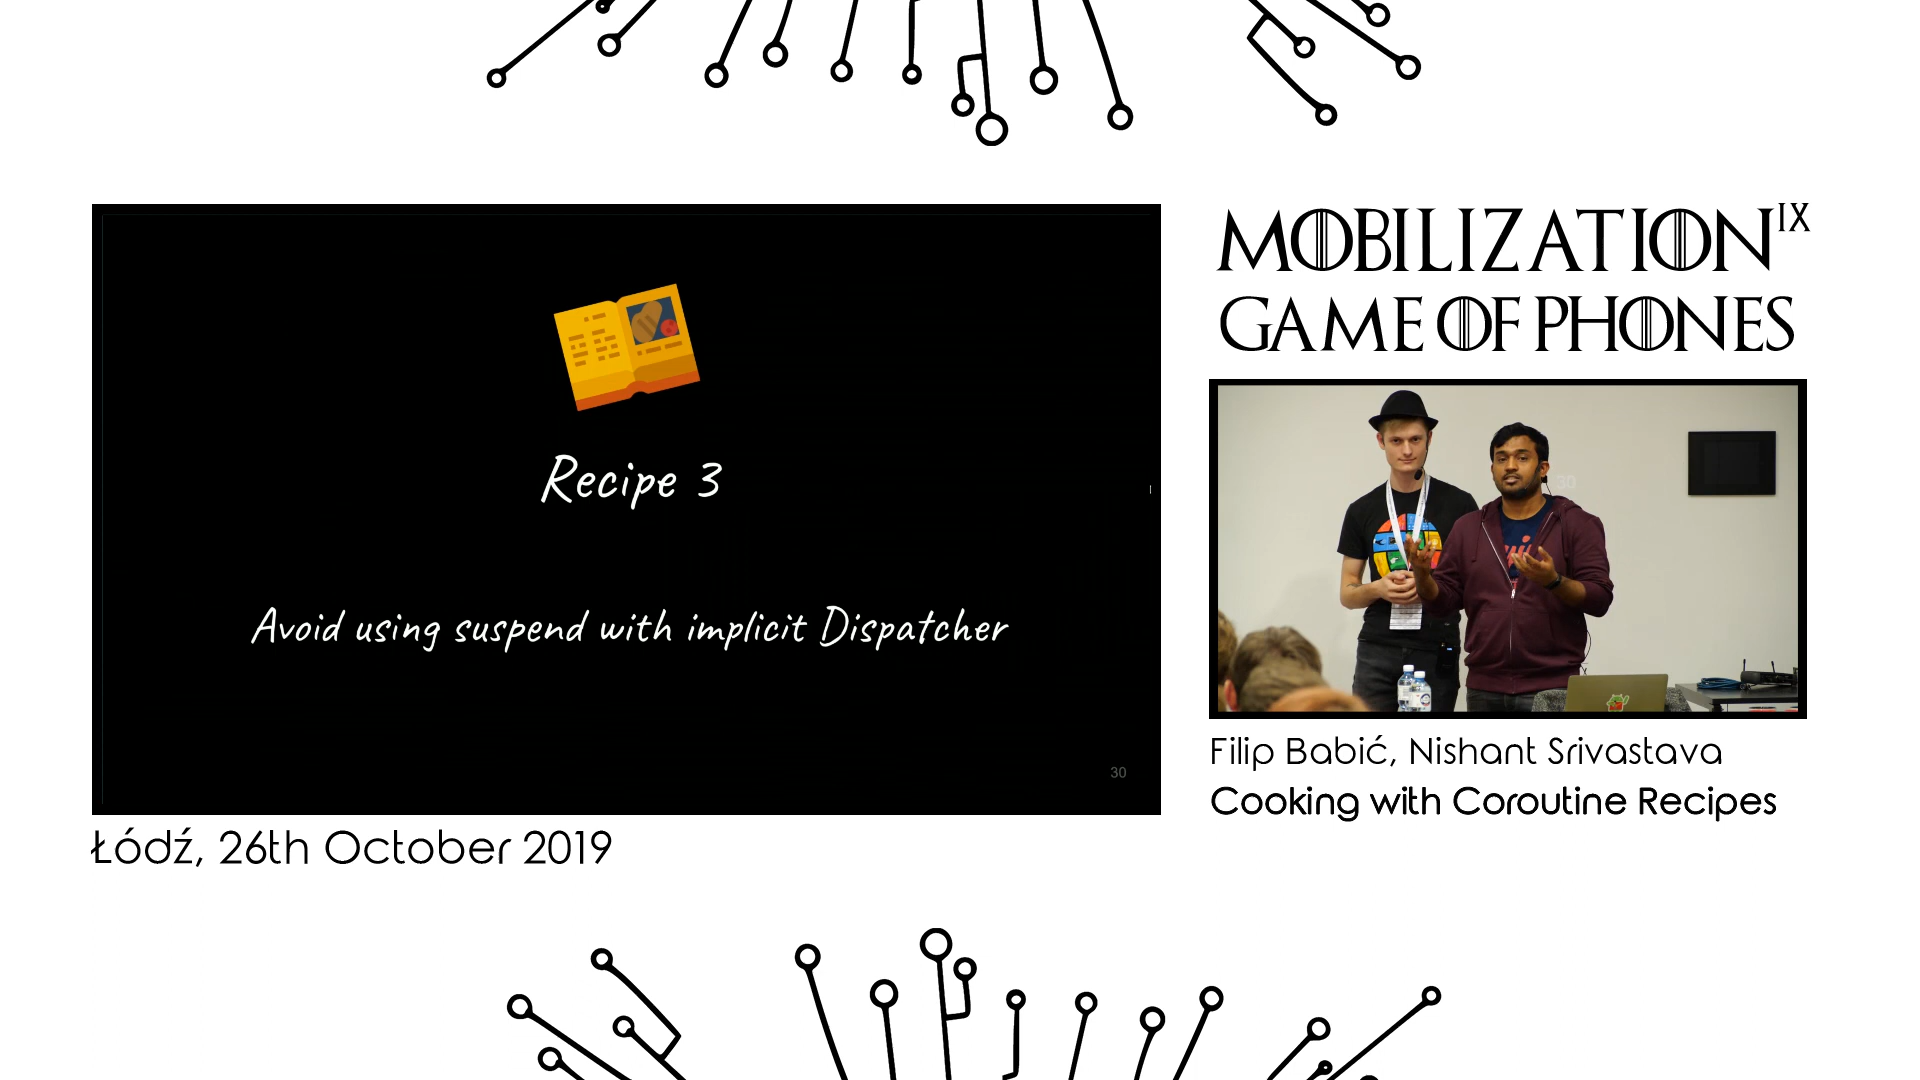 MOBILIZATION IX
GAME OF PHONES
Recipe 3
Avoid using suspend with implicit Dispatcher
30
30
Filip Babić, Nishant Srivastava
Cooking with Coroutine Recipes
Łódź, 26th October 2019